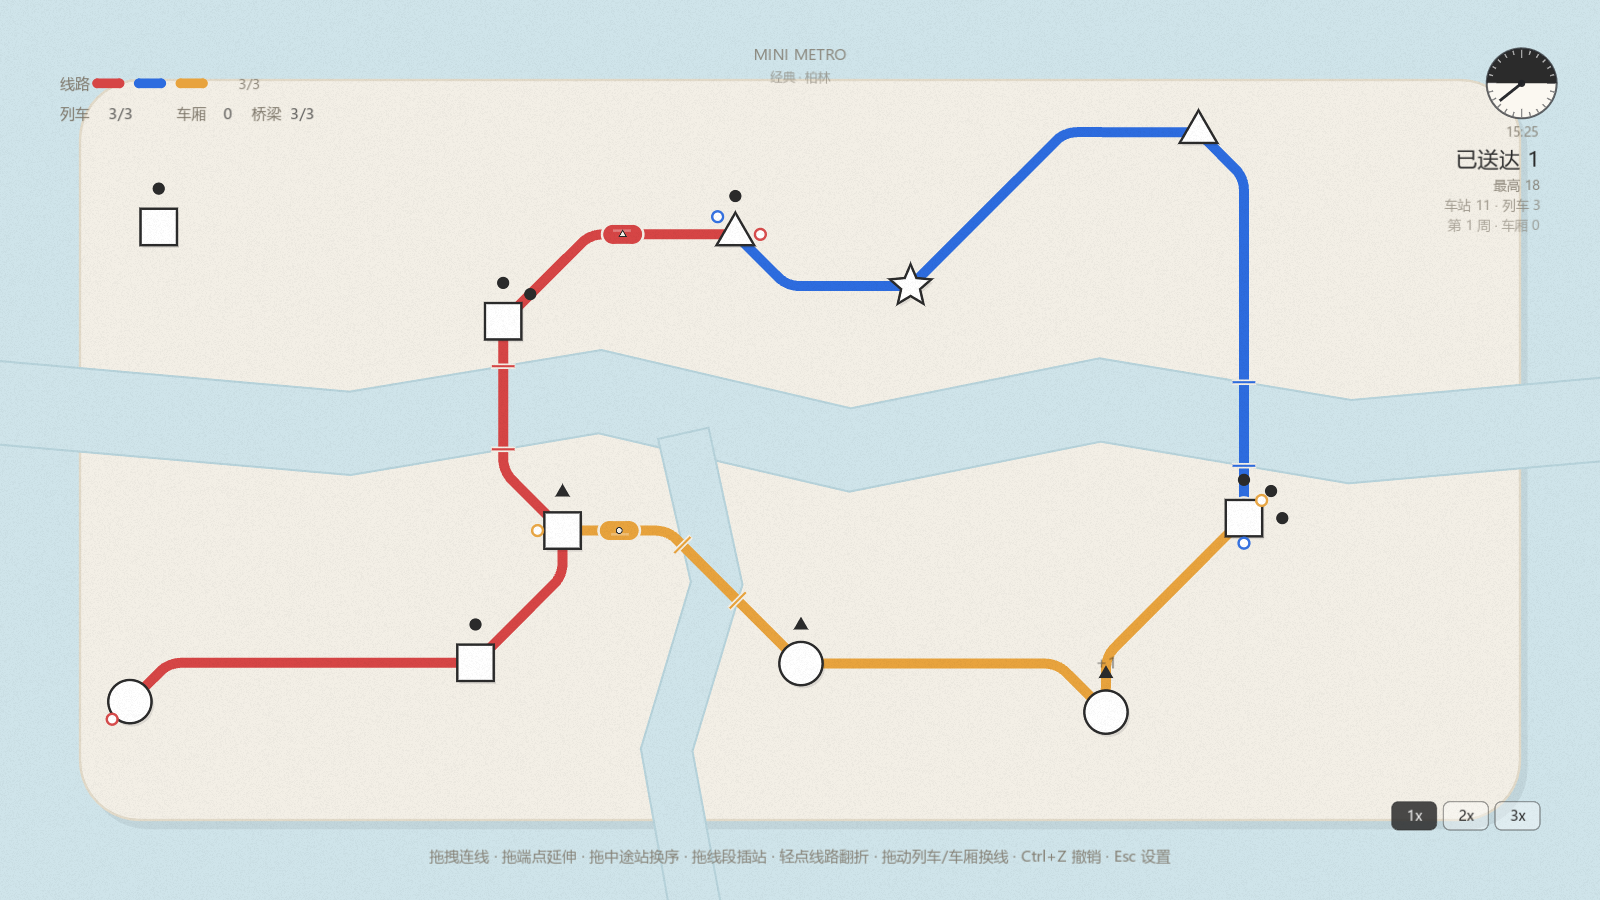 MINI METRO
经典 · 柏林
线路 3/3
列车 3/3 车厢 0 桥梁 3/3
15:25
已送达 1
最高 18
车站 11 · 列车 3
第 1 周 · 车厢 0
+1
1x 2x 3x
拖拽连线 · 拖端点延伸 · 拖中途站换序 · 拖线段插站 · 轻点线路翻折 · 拖动列车/车厢换线 · Ctrl+Z 撤销 · Esc 设置